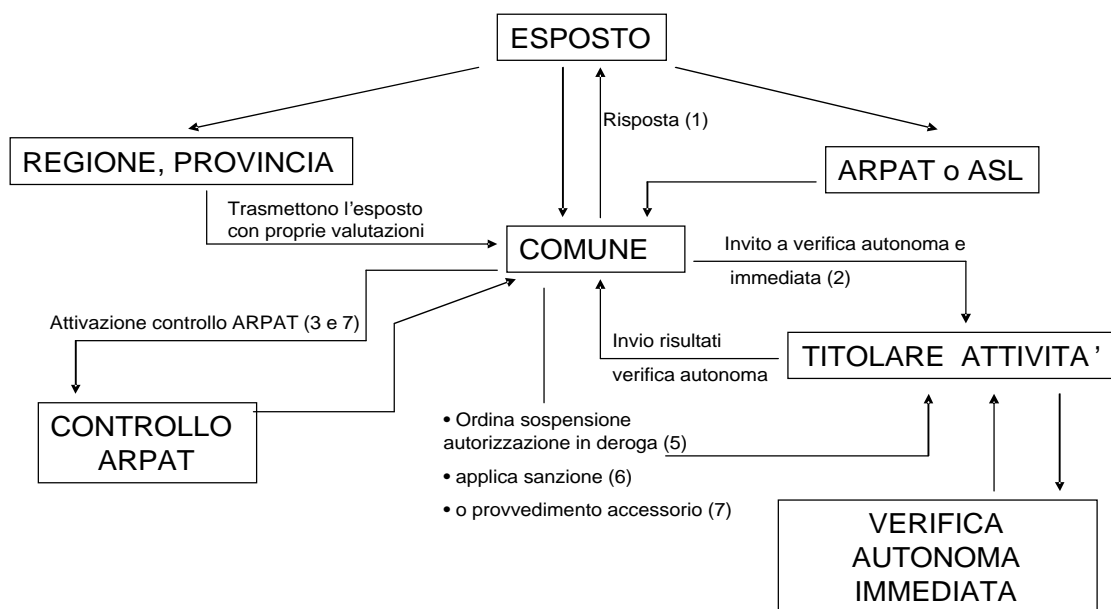 ESPOSTO
Risposta (1)
REGIONE, PROVINCIA
ARPAT o ASL
Trasmettono l'esposto
con proprie valutazioni
COMUNE
Invito a verifica autonoma e
immediata (2)
Attivazione controllo ARPAT (3 e 7)
Invio risultati
verifica autonoma
TITOLARE ATTIVITA'
CONTROLLO
ARPAT
• Ordina sospensione
autorizzazione in deroga (5)
• applica sanzione (6)
• o provvedimento accessorio (7)
VERIFICA
AUTONOMA
IMMEDIATA